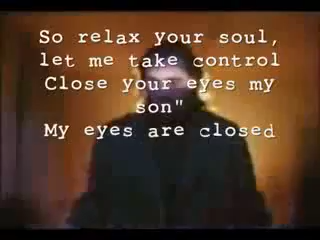 So relax your soul,
let me take control
Close your eyes my
son"
My eyes are closed